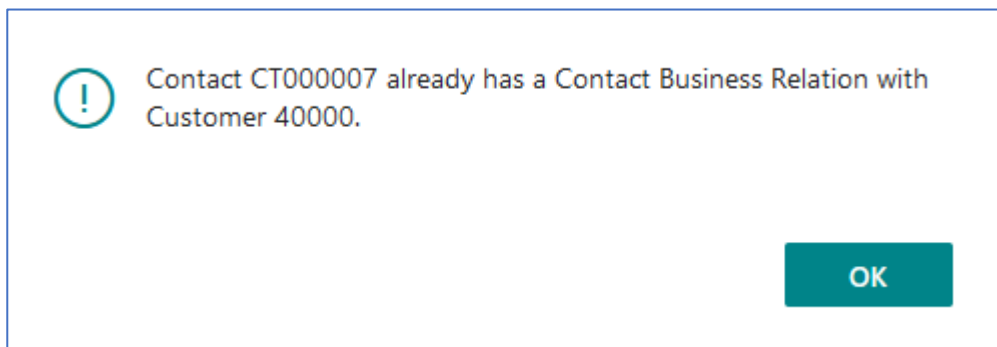 Contact CT000007 already has a Contact Business Relation with
Customer 40000.
OK